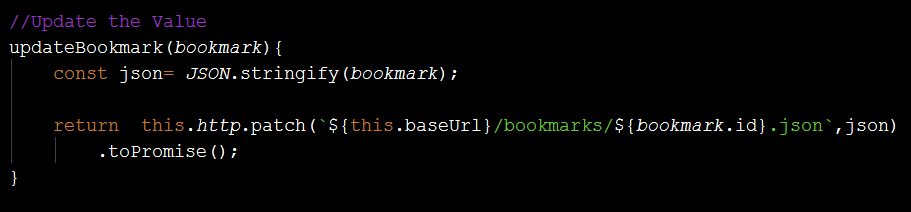 //Update the Value
updateBookmark(bookmark){
    const json= JSON.stringify(bookmark);
    return  this.http.patch(`${this.baseUrl}/bookmarks/${bookmark.id}.json`,json)
        .toPromise();
}